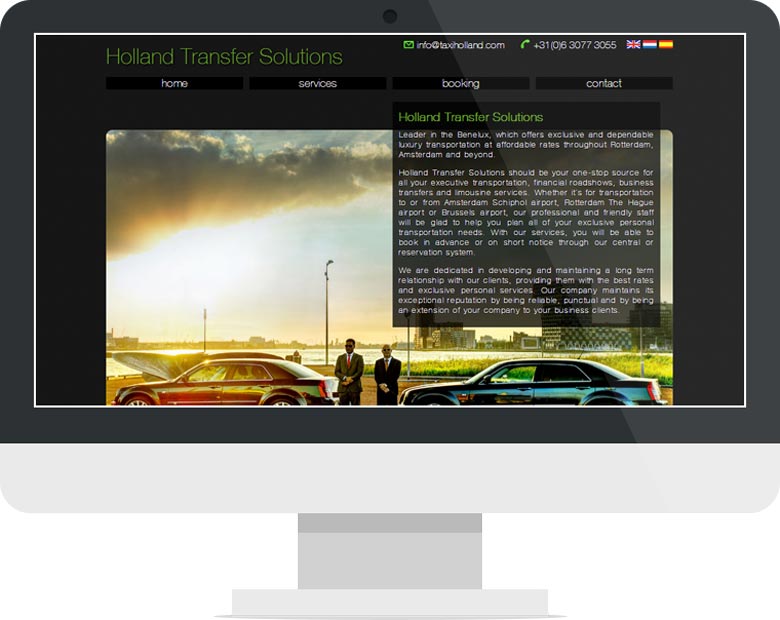 info@taxiholland.com +31(0)6 3077 3055
Holland Transfer Solutions
home services booking contact
Holland Transfer Solutions
Leader in the Benelux, which offers exclusive and dependable
luxury transportation at affordable rates throughout Rotterdam,
Amsterdam and beyond.
Holland Transfer Solutions should be your one-stop source for
all your executive transportation, financial roadshows, business
transfers and limousine services. Whether it's for transportation
to or from Amsterdam Schiphol airport, Rotterdam The Hague
airport or Brussels airport, our professional and friendly staff
will be glad to help you plan all of your exclusive personal
transportation needs. With our services, you will be able to
book in advance or on short notice through our central or
reservation system.
We are dedicated in developing and maintaining a long term
relationship with our clients, providing them with the best rates
and exclusive personal services. Our company maintains its
exceptional reputation by being reliable, punctual and by being
an extension of your company to your business clients.